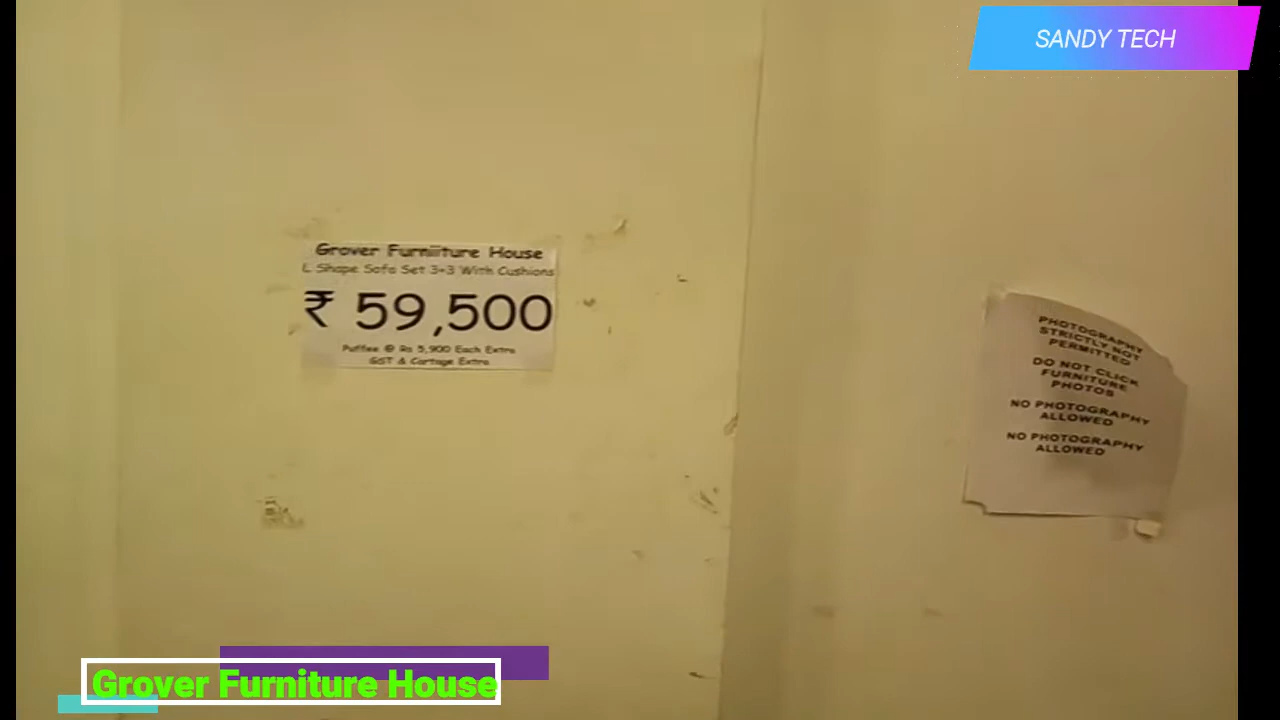 SANDY TECH
Grover Furniiture House
L Shape Sofa Set 3+3 With Cushions
₹ 59,500
Puffee @ Rs 5,900 Each Extra
GST & Cartage Extra
PHOTOGRAPHY
STRICTLY NOT
PERMITTED
DO NOT CLICK
FURNITURE
PHOTOS
NO PHOTOGRAPHY
ALLOWED
NO PHOTOGRAPHY
ALLOWED
Grover Furniture House